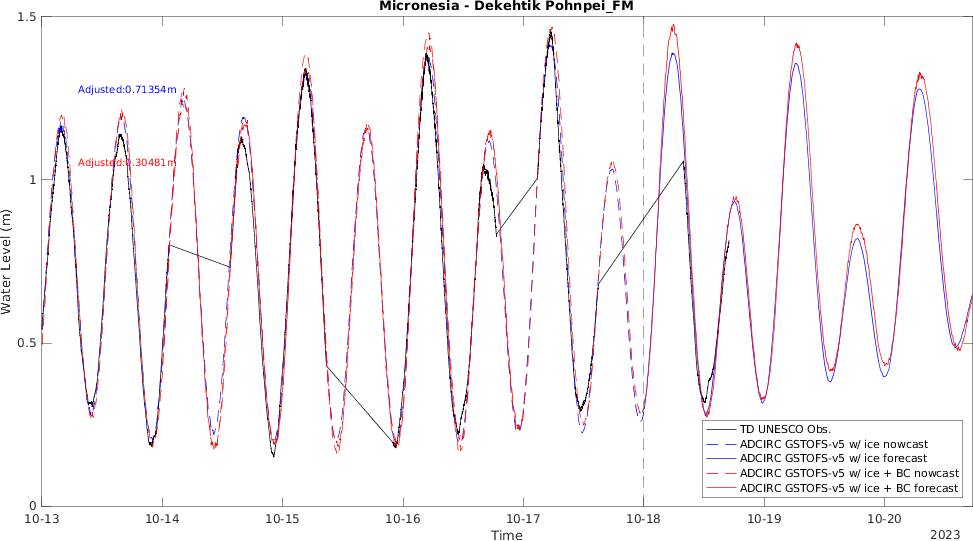 Micronesia - Dekehtik Pohnpei_FM
1.5
1
0.5
0
Water Level (m)
Adjusted:0.71354m
Adjusted:0.30481m
TD UNESCO Obs.
ADCIRC GSTOFS-v5 w/ ice nowcast
ADCIRC GSTOFS-v5 w/ ice forecast
ADCIRC GSTOFS-v5 w/ ice + BC nowcast
ADCIRC GSTOFS-v5 w/ ice + BC forecast
10-13 10-14 10-15 10-16 10-17 10-18 10-19 10-20
Time
2023